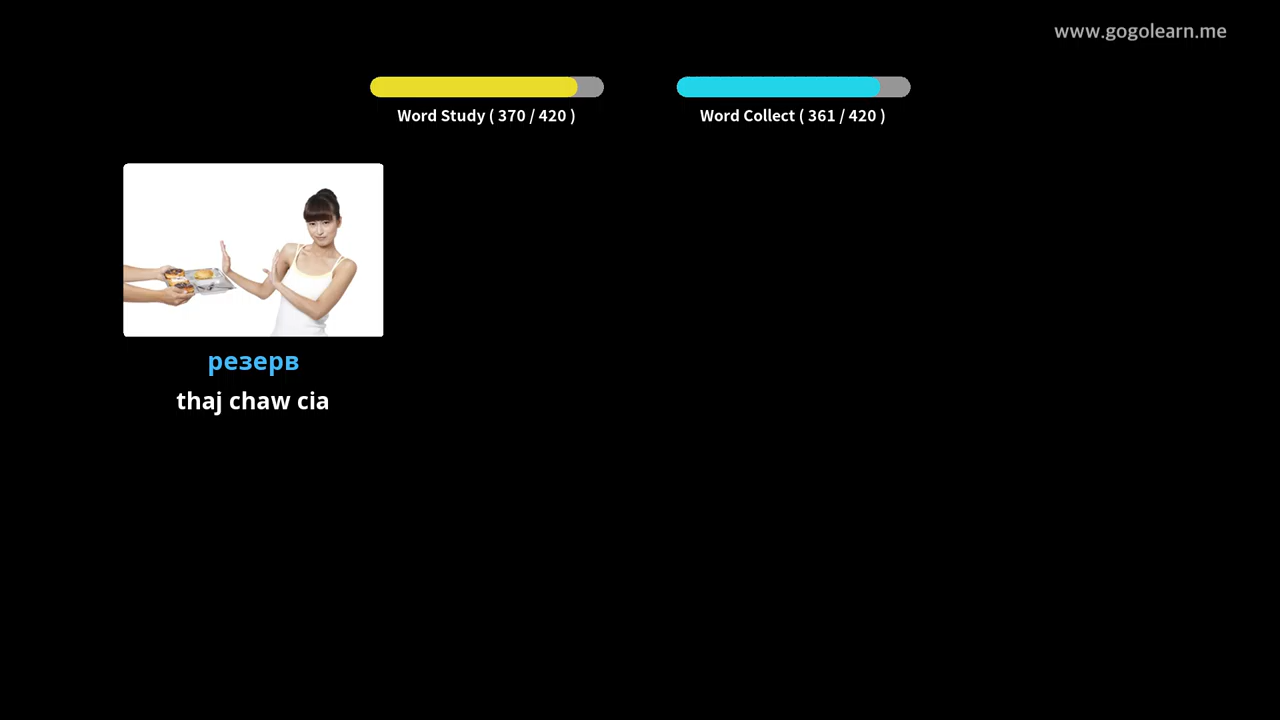 www.gogolearn.me
Word Study ( 370 / 420 )
Word Collect ( 361 / 420 )
резерв
thaj chaw cia